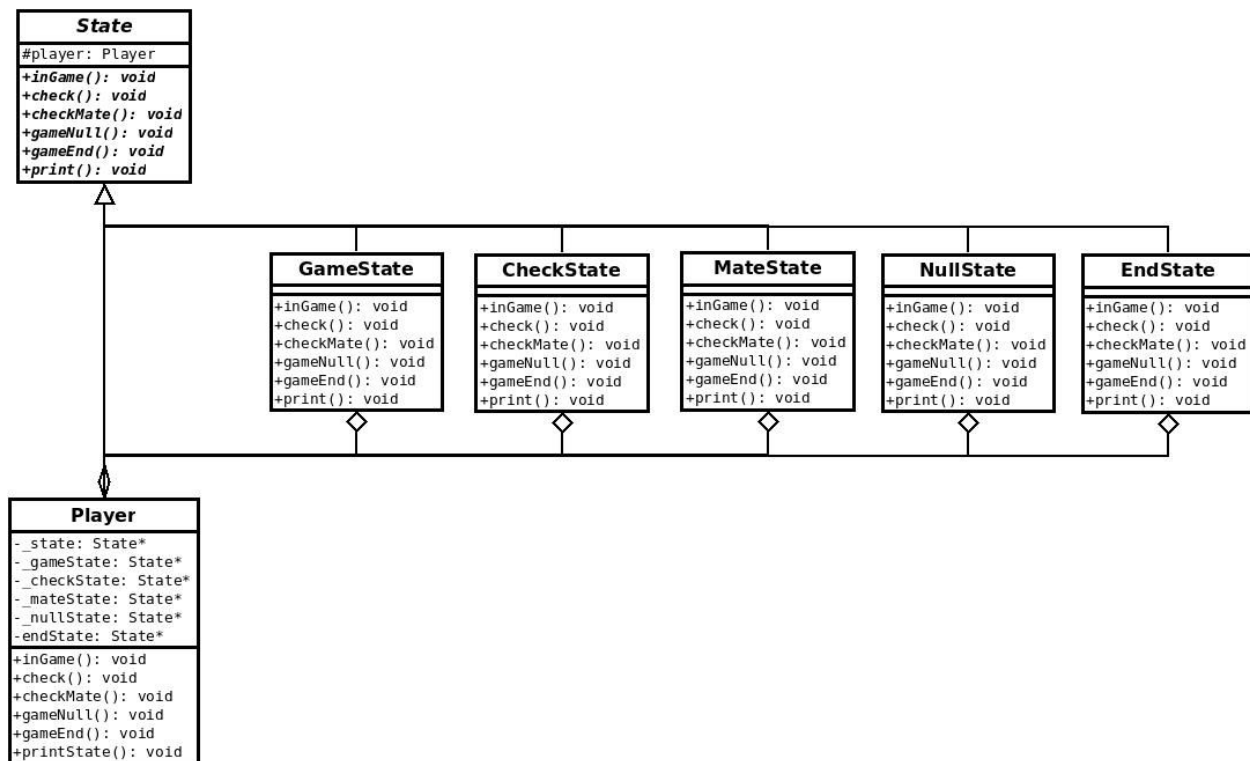 State
#player: Player
+inGame(): void
+check(): void
+checkMate(): void
+gameNull(): void
+gameEnd(): void
+print(): void
GameState
+inGame(): void
+check(): void
+checkMate(): void
+gameNull(): void
+gameEnd(): void
+print(): void
CheckState
+inGame(): void
+check(): void
+checkMate(): void
+gameNull(): void
+gameEnd(): void
+print(): void
MateState
+inGame(): void
+check(): void
+checkMate(): void
+gameNull(): void
+gameEnd(): void
+print(): void
NullState
+inGame(): void
+check(): void
+checkMate(): void
+gameNull(): void
+gameEnd(): void
+print(): void
EndState
+inGame(): void
+check(): void
+checkMate(): void
+gameNull(): void
+gameEnd(): void
+print(): void
Player
-_state: State*
-_gameState: State*
-_checkState: State*
-_mateState: State*
-_nullState: State*
-endState: State*
+inGame(): void
+check(): void
+checkMate(): void
+gameNull(): void
+gameEnd(): void
+printState(): void